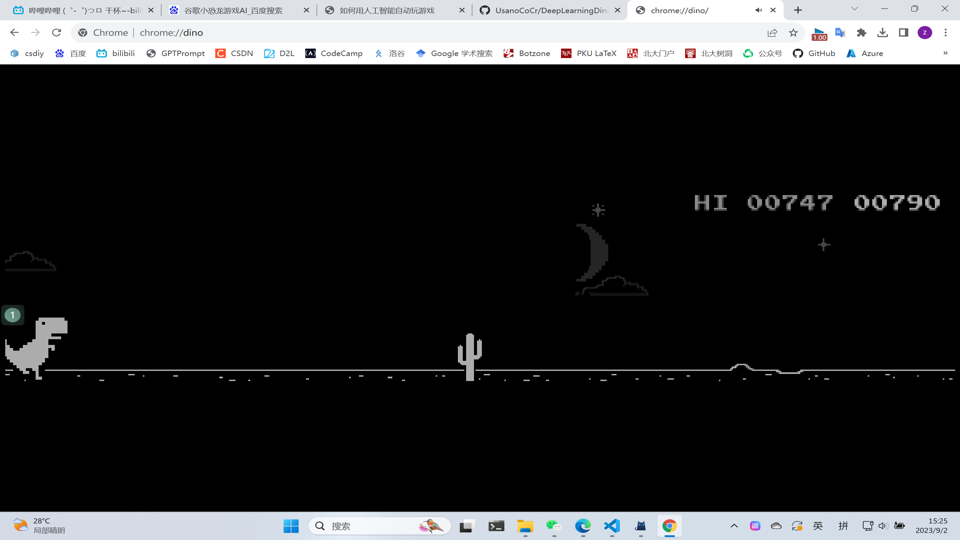 哔哩哔哩 (゜-゜)つロ 干杯~-bili
谷歌小恐龙游戏AI_百度搜索
如何用人工智能自动玩游戏
UsanoCoCr/DeepLearningDin
chrome://dino/
Chrome | chrome://dino
1.00
z
csdiy
百度
bilibili
GPTPrompt
CSDN
D2L
CodeCamp
洛谷
Google 学术搜索
Botzone
PKU LaTeX
北大门户
北大树洞
公众号
GitHub
Azure
»
HI 00747 00790
1
28°C
局部晴朗
搜索
英
拼
15:25
2023/9/2